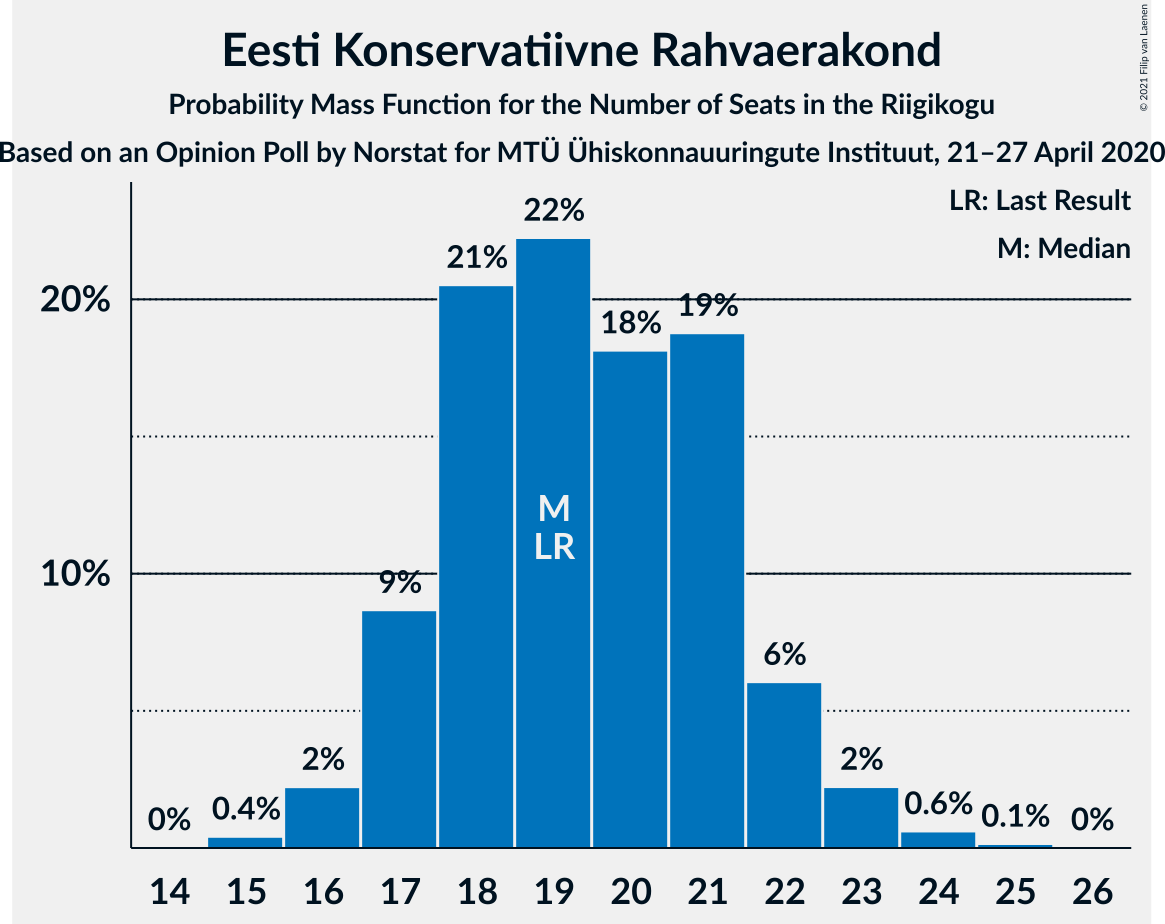 Eesti Konservatiivne Rahvaerakond
Probability Mass Function for the Number of Seats in the Riigikogu
Based on an Opinion Poll by Norstat for MTÜ Ühiskonnauuringute Instituut, 21–27 April 2020
© 2021 Filip van Laenen
LR: Last Result
M: Median
22%
21%
20%
19%
18%
M
LR
10%
9%
6%
2%
2%
0%
0.4%
0.6%
0.1%
0%
14 15 16 17 18 19 20 21 22 23 24 25 26